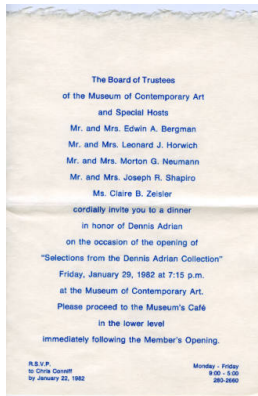 The Board of Trustees
of the Museum of Contemporary Art
and Special Hosts
Mr. and Mrs. Edwin A. Bergman
Mr. and Mrs. Leonard J. Horwich
Mr. and Mrs. Morton G. Neumann
Mr. and Mrs. Joseph R. Shapiro
Ms. Claire B. Zeisler
cordially invite you to a dinner
in honor of Dennis Adrian
on the occasion of the opening of
"Selections from the Dennis Adrian Collection"
Friday, January 29, 1982 at 7:15 p.m.
at the Museum of Contemporary Art.
Please proceed to the Museum's Café
in the lower level
immediately following the Member's Opening.
R.S.V.P.
to Chris Canniff
by January 22, 1982
Monday - Friday
9:00 - 5:00
280-2660